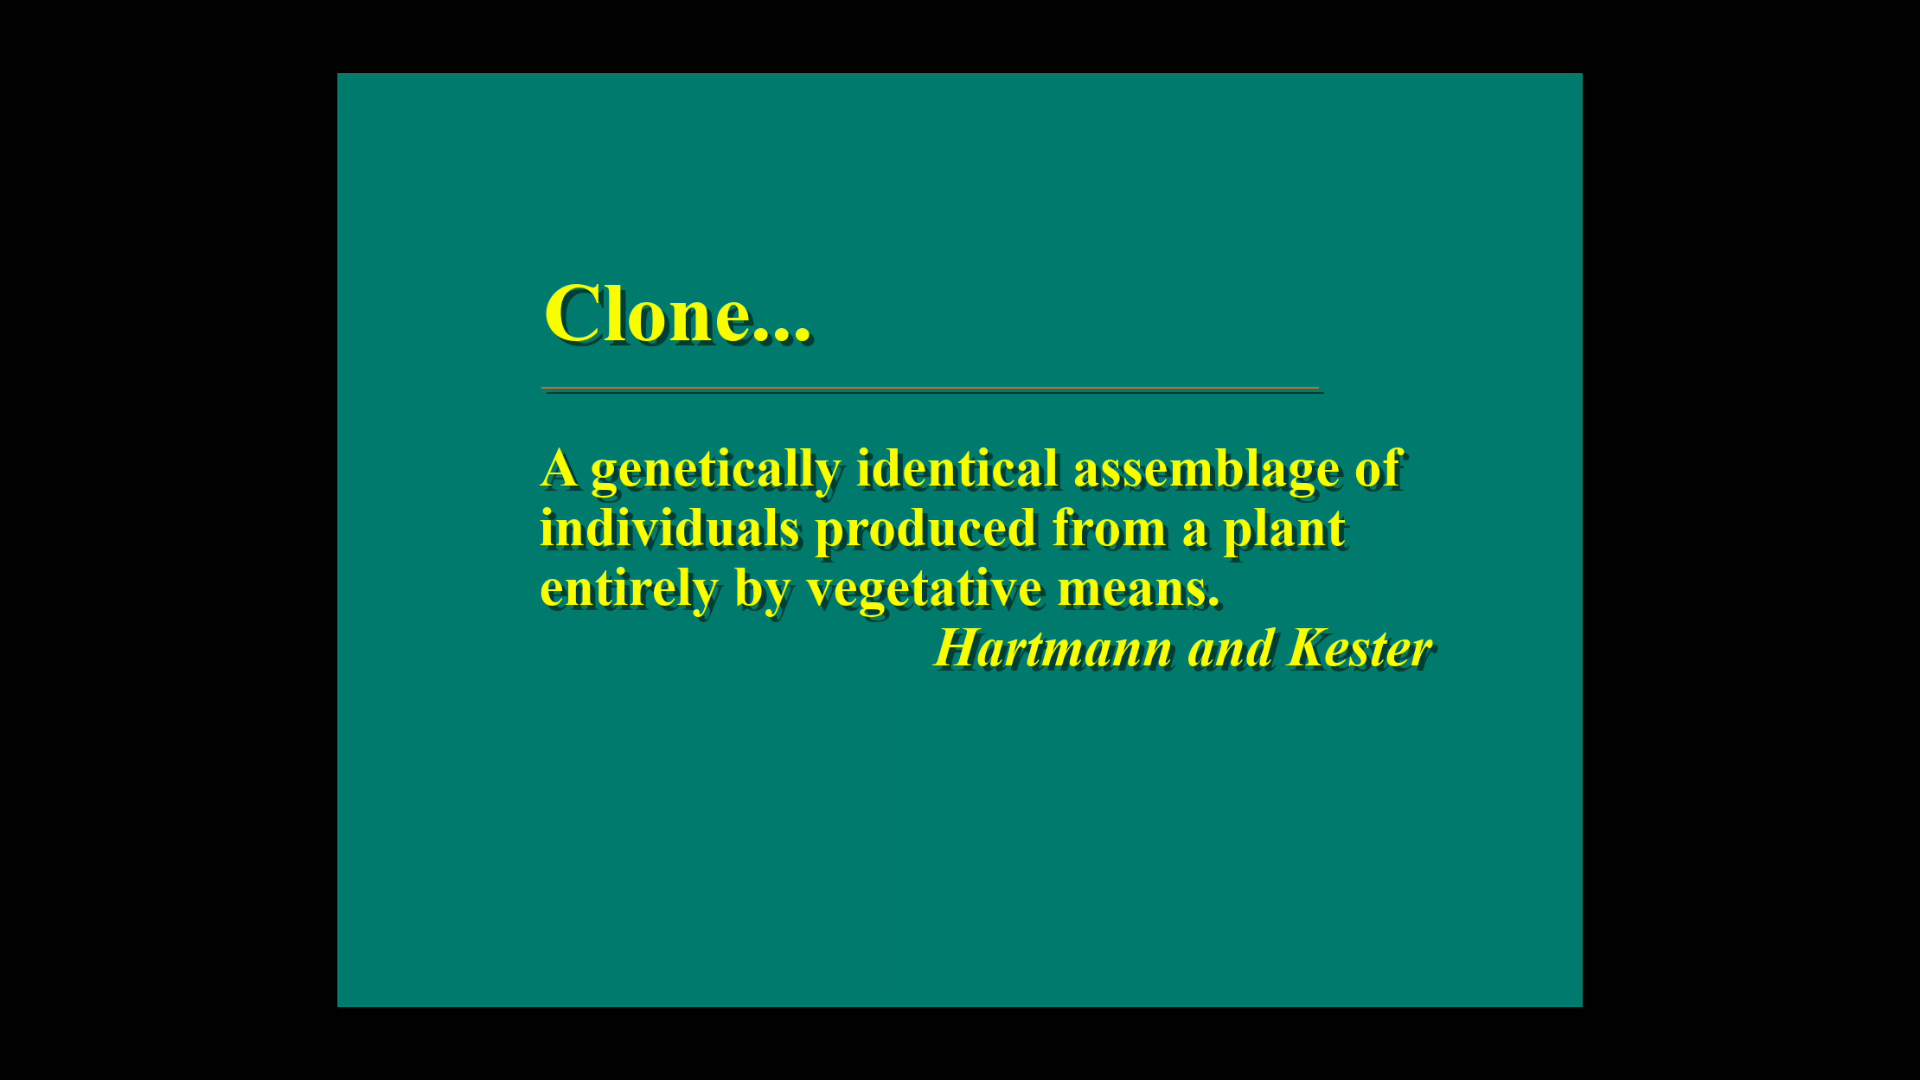 Clone...
A genetically identical assemblage of
individuals produced from a plant
entirely by vegetative means.
Hartmann and Kester